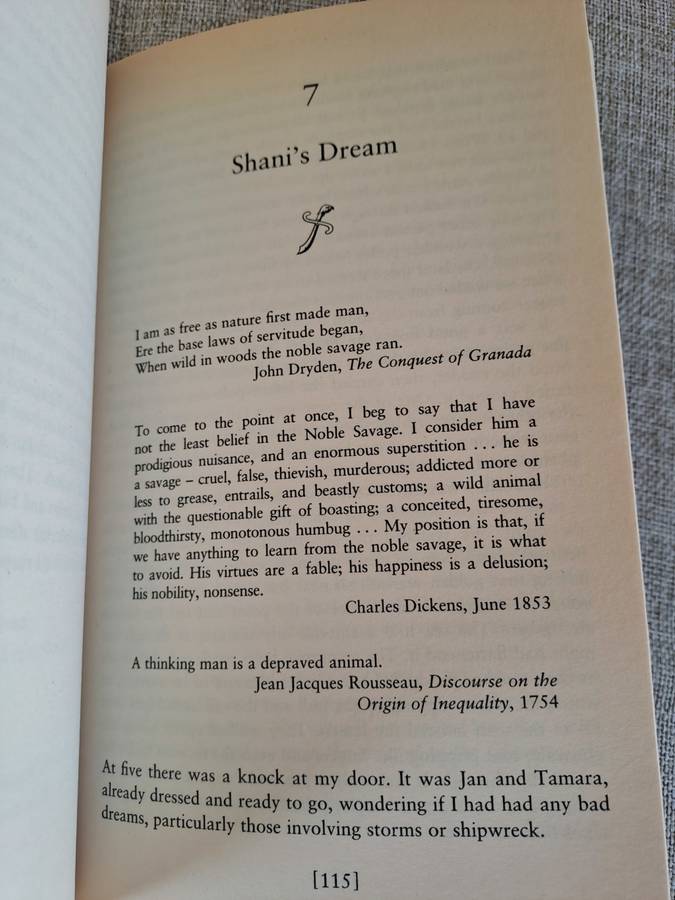 7
Shani's Dream
I am as free as nature first made man,
Ere the base laws of servitude began,
When wild in woods the noble savage ran.
John Dryden, The Conquest of Granada
To come to the point at once, I beg to say that I have
not the least belief in the Noble Savage. I consider him a
prodigious nuisance, and an enormous superstition ... he is
a savage – cruel, false, thievish, murderous; addicted more or
less to grease, entrails, and beastly customs; a wild animal
with the questionable gift of boasting; a conceited, tiresome,
bloodthirsty, monotonous humbug ... My position is that, if
we have anything to learn from the noble savage, it is what
to avoid. His virtues are a fable; his happiness is a delusion;
his nobility, nonsense.
Charles Dickens, June 1853
A thinking man is a depraved animal.
Jean Jacques Rousseau, Discourse on the
Origin of Inequality, 1754
At five there was a knock at my door. It was Jan and Tamara,
already dressed and ready to go, wondering if I had had any bad
dreams, particularly those involving storms or shipwreck.
[115]